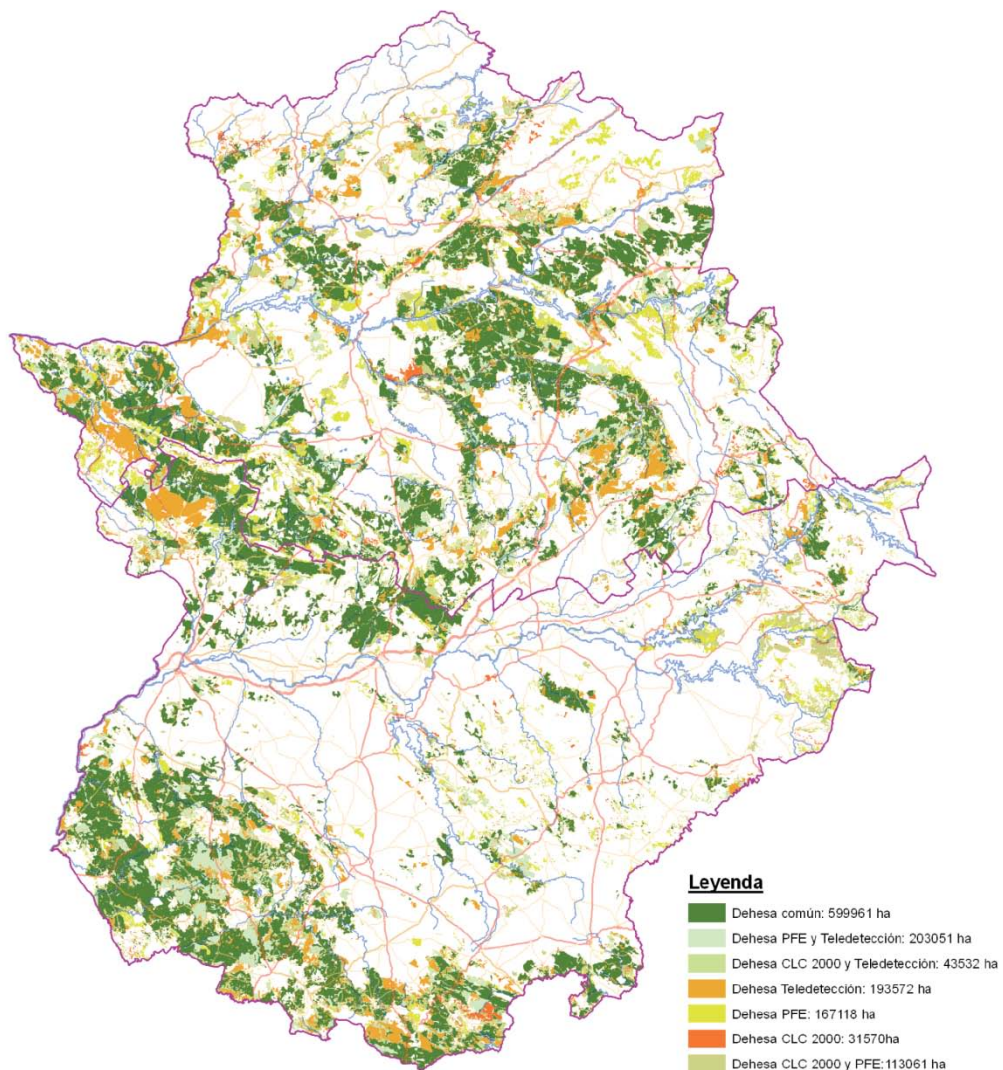 Leyenda
Dehesa común: 599961 ha
Dehesa PFE y Teledetección: 203051 ha
Dehesa CLC 2000 y Teledetección: 43532 ha
Dehesa Teledetección: 193572 ha
Dehesa PFE: 167118 ha
Dehesa CLC 2000: 31570ha
Dehesa CLC 2000 y PFE:113061 ha